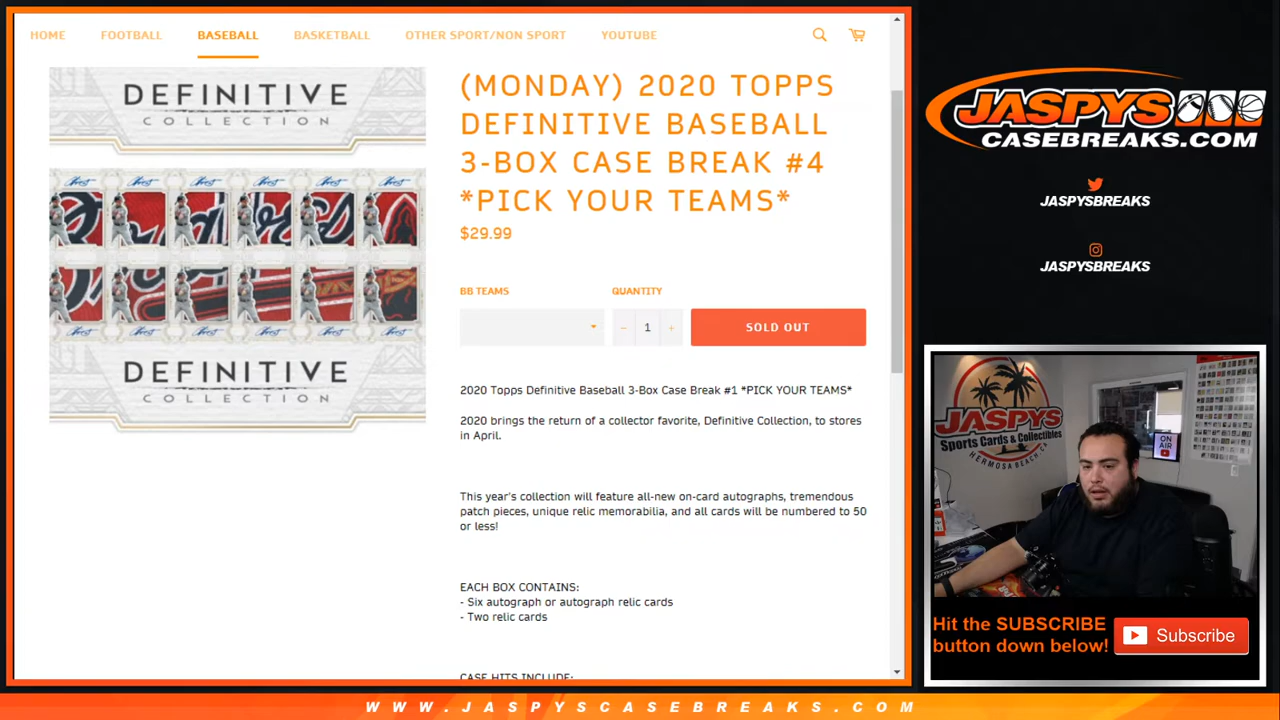 HOME FOOTBALL BASEBALL BASKETBALL OTHER SPORT/NON SPORT YOUTUBE
DEFINITIVE
COLLECTION
DEFINITIVE
COLLECTION
(MONDAY) 2020 TOPPS
DEFINITIVE BASEBALL
3-BOX CASE BREAK #4
*PICK YOUR TEAMS*
$29.99
BB TEAMS QUANTITY
− 1 + SOLD OUT
2020 Topps Definitive Baseball 3-Box Case Break #1 *PICK YOUR TEAMS*
2020 brings the return of a collector favorite, Definitive Collection, to stores
in April.
This year's collection will feature all-new on-card autographs, tremendous
patch pieces, unique relic memorabilia, and all cards will be numbered to 50
or less!
EACH BOX CONTAINS:
- Six autograph or autograph relic cards
- Two relic cards
CASE HITS INCLUDE:
JASPYS
CASEBREAKS.COM
JASPYSBREAKS
JASPYSBREAKS
JASPYS
Sports Cards & Collectibles
HERMOSA BEACH, CA
ON
AIR
Hit the SUBSCRIBE
button down below!
Subscribe
WWW.JASPYSCASEBREAKS.COM